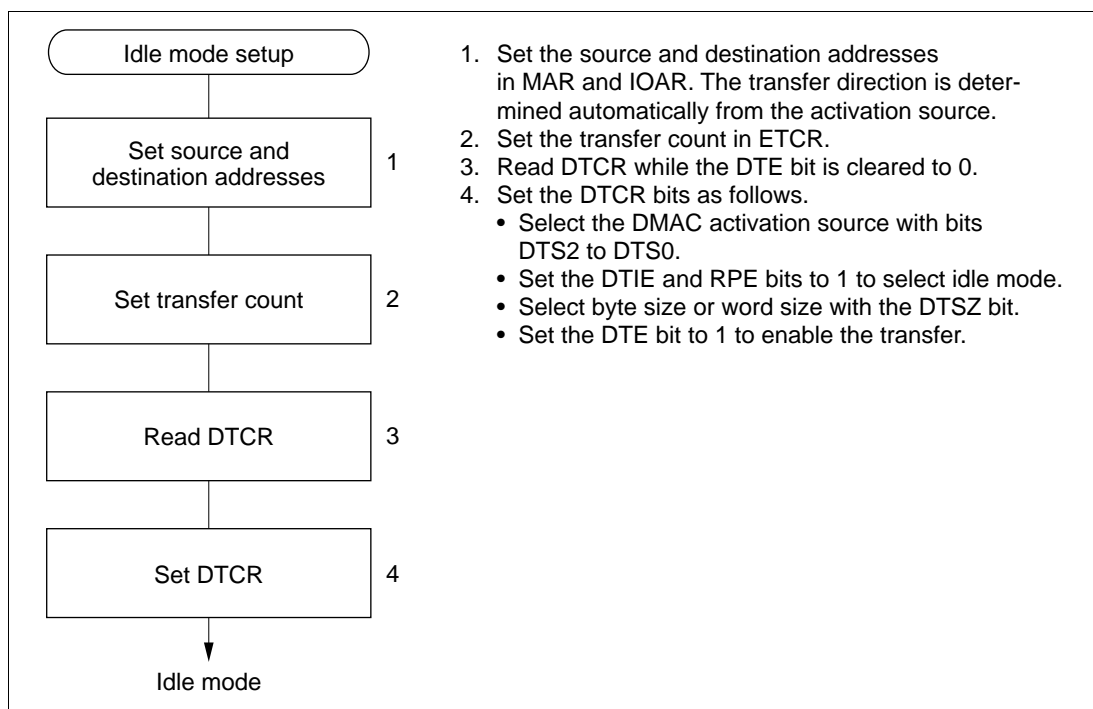 Idle mode setup
Set source and
destination addresses
1
Set transfer count
2
Read DTCR
3
Set DTCR
4
Idle mode
1. Set the source and destination addresses
in MAR and IOAR. The transfer direction is deter-
mined automatically from the activation source.
2. Set the transfer count in ETCR.
3. Read DTCR while the DTE bit is cleared to 0.
4. Set the DTCR bits as follows.
• Select the DMAC activation source with bits
DTS2 to DTS0.
• Set the DTIE and RPE bits to 1 to select idle mode.
• Select byte size or word size with the DTSZ bit.
• Set the DTE bit to 1 to enable the transfer.